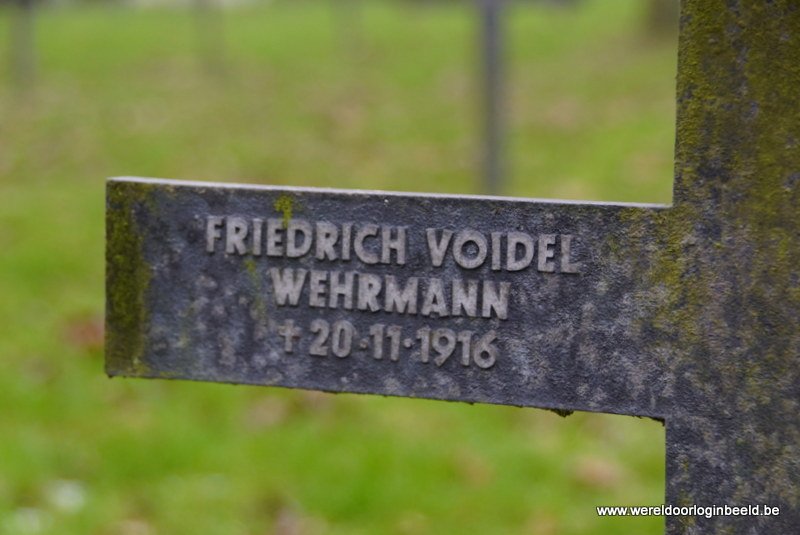 FRIEDRICH VOIDEL
WEHRMANN
✝ 20·11·1916
www.wereldoorloginbeeld.be